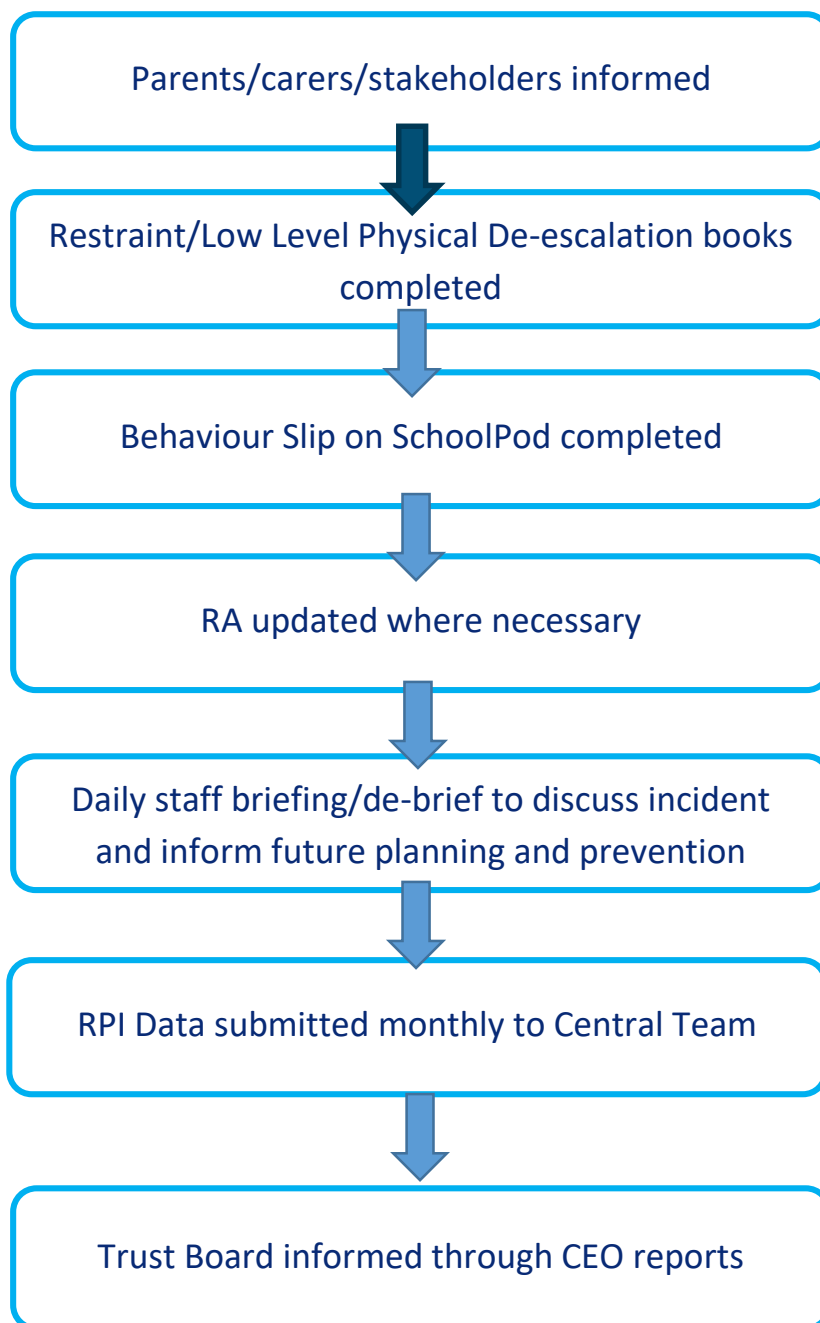 Parents/carers/stakeholders informed
Restraint/Low Level Physical De-escalation books
completed
Behaviour Slip on SchoolPod completed
RA updated where necessary
Daily staff briefing/de-brief to discuss incident
and inform future planning and prevention
RPI Data submitted monthly to Central Team
Trust Board informed through CEO reports